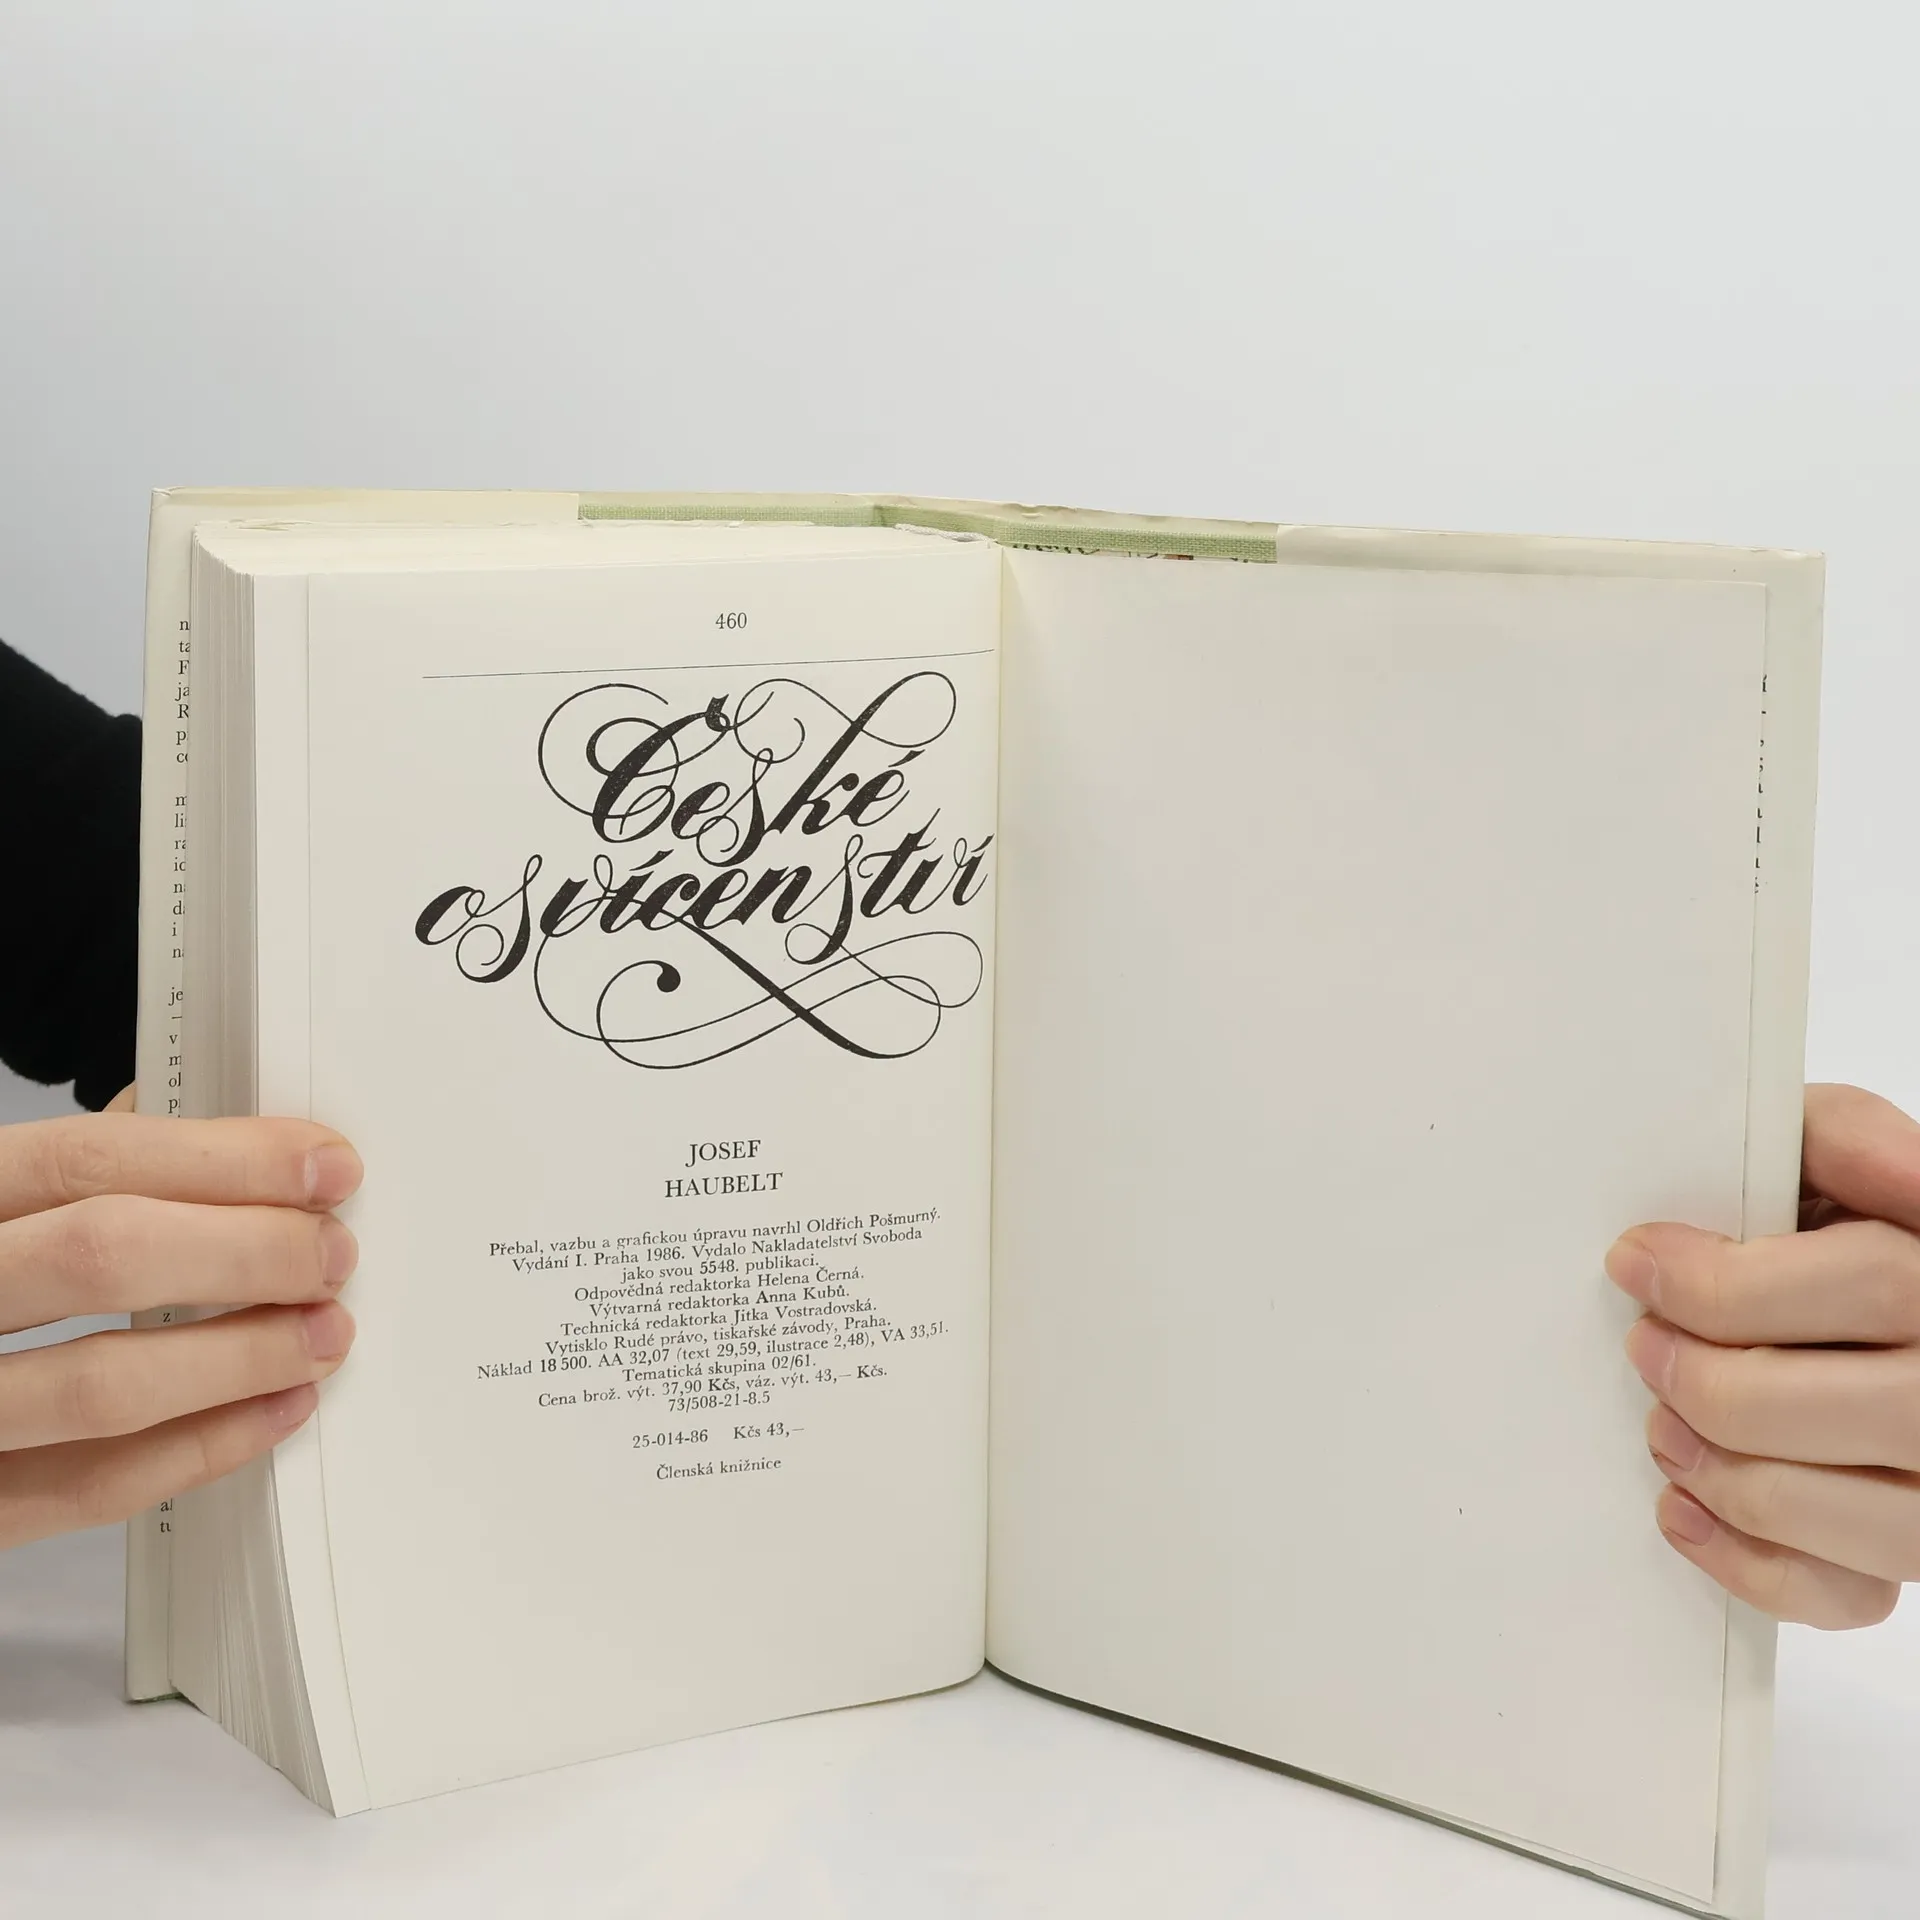 460
České
osvícenství
JOSEF
HAUBELT
Přebal, vazbu a grafickou úpravu navrhl Oldřich Pošmurný.
Vydání I. Praha 1986. Vydalo Nakladatelství Svoboda
jako svou 5548. publikaci.
Odpovědná redaktorka Helena Černá.
Výtvarná redaktorka Anna Kubů.
Technická redaktorka Jitka Vostradovská.
Vytisklo Rudé právo, tiskařské závody, Praha.
Náklad 18 500. AA 32,07 (text 29,59, ilustrace 2,48), VA 33,51.
Tematická skupina 02/61.
Cena brož. výt. 37,90 Kčs, váz. výt. 43,— Kčs.
73/508-21-8.5
25-014-86 Kčs 43,—
Členská knižnice